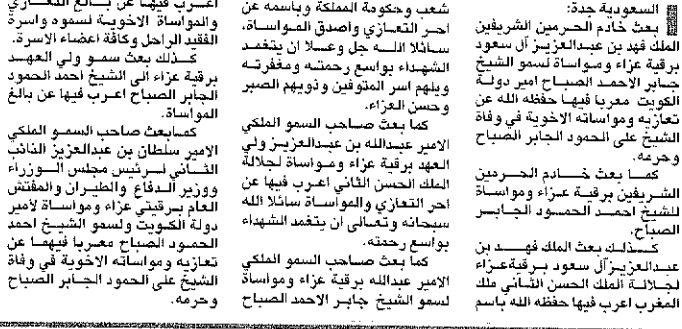 السعودية جدة:
بعث خادم الحرمين الشريفين
الملك فهد بن عبدالعزيز آل سعود
برقية عزاء ومواساة لسمو الشيخ
جابر الاحمد الصباح امير دولة
الكويت معربا فيها حفظه الله عن
تعازيه ومواساته الاخوية في وفاة
الشيخ على الحمود الجابر الصباح
وحرمه.
كما بعث خادم الحرمين
الشريفين برقية عزاء ومواساة
للشيخ احمد الحمود الجابر
الصباح.
كذلك بعث الملك فهد بن
عبدالعزيز آل سعود برقية عزاء
لجلالة الملك الحسن الثاني ملك
المغرب اعرب فيها حفظه الله باسم
شعب وحكومة المملكة وباسمه عن
احر التعازي واصدق المواساة،
سائلا الله جل وعلا ان يتغمد
الشهداء بواسع رحمته ومغفرته
ويلهم اسر المتوفين وذويهم الصبر
وحسن العزاء.
كما بعث صاحب السمو الملكي
الامير عبدالله بن عبدالعزيز ولي
العهد برقية عزاء ومواساة لجلالة
الملك الحسن الثاني اعرب فيها عن
احر التعازي والمواساة سائلا الله
سبحانه وتعالى ان يتغمد الشهداء
بواسع رحمته.
كما بعث صاحب السمو الملكي
الامير عبدالله برقية عزاء ومواساة
لسمو الشيخ جابر الاحمد الصباح
اعرب فيها عن بالغ التعازي
والمواساة الاخوية لسموه واسرة
الفقيد الراحل وكافة اعضاء الاسرة.
كذلك بعث سمو ولي العهد
برقية عزاء الى الشيخ احمد الحمود
الجابر الصباح اعرب فيها عن بالغ
المواساة.
كما بعث صاحب السمو الملكي
الامير سلطان بن عبدالعزيز النائب
الثاني لرئيس مجلس الوزراء
ووزير الدفاع والطيران والمفتش
العام برقيتي عزاء ومواساة لأمير
دولة الكويت ولسمو الشيخ احمد
الحمود الصباح معربا فيهما عن
تعازيه ومواساته الاخوية في وفاة
الشيخ على الحمود الجابر الصباح
وحرمه.